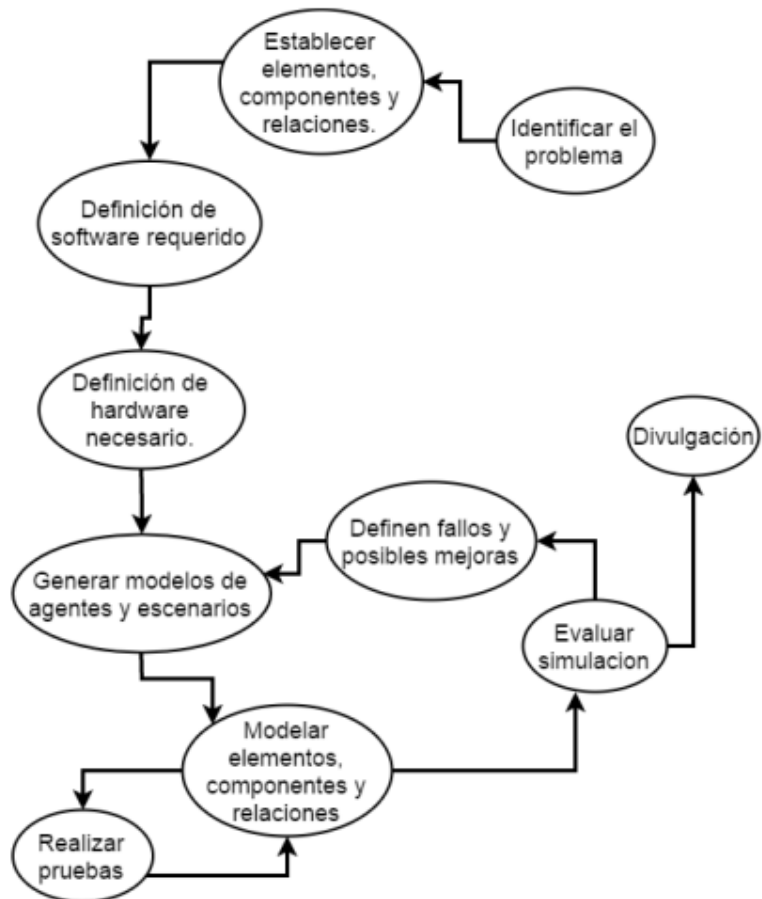 Establecer
elementos,
componentes y
relaciones.
Identificar el
problema
Definición de
software requerido
Definición de
hardware
necesario.
Divulgación
Definen fallos y
posibles mejoras
Generar modelos de
agentes y escenarios
Evaluar
simulacion
Modelar
elementos,
componentes y
relaciones
Realizar
pruebas